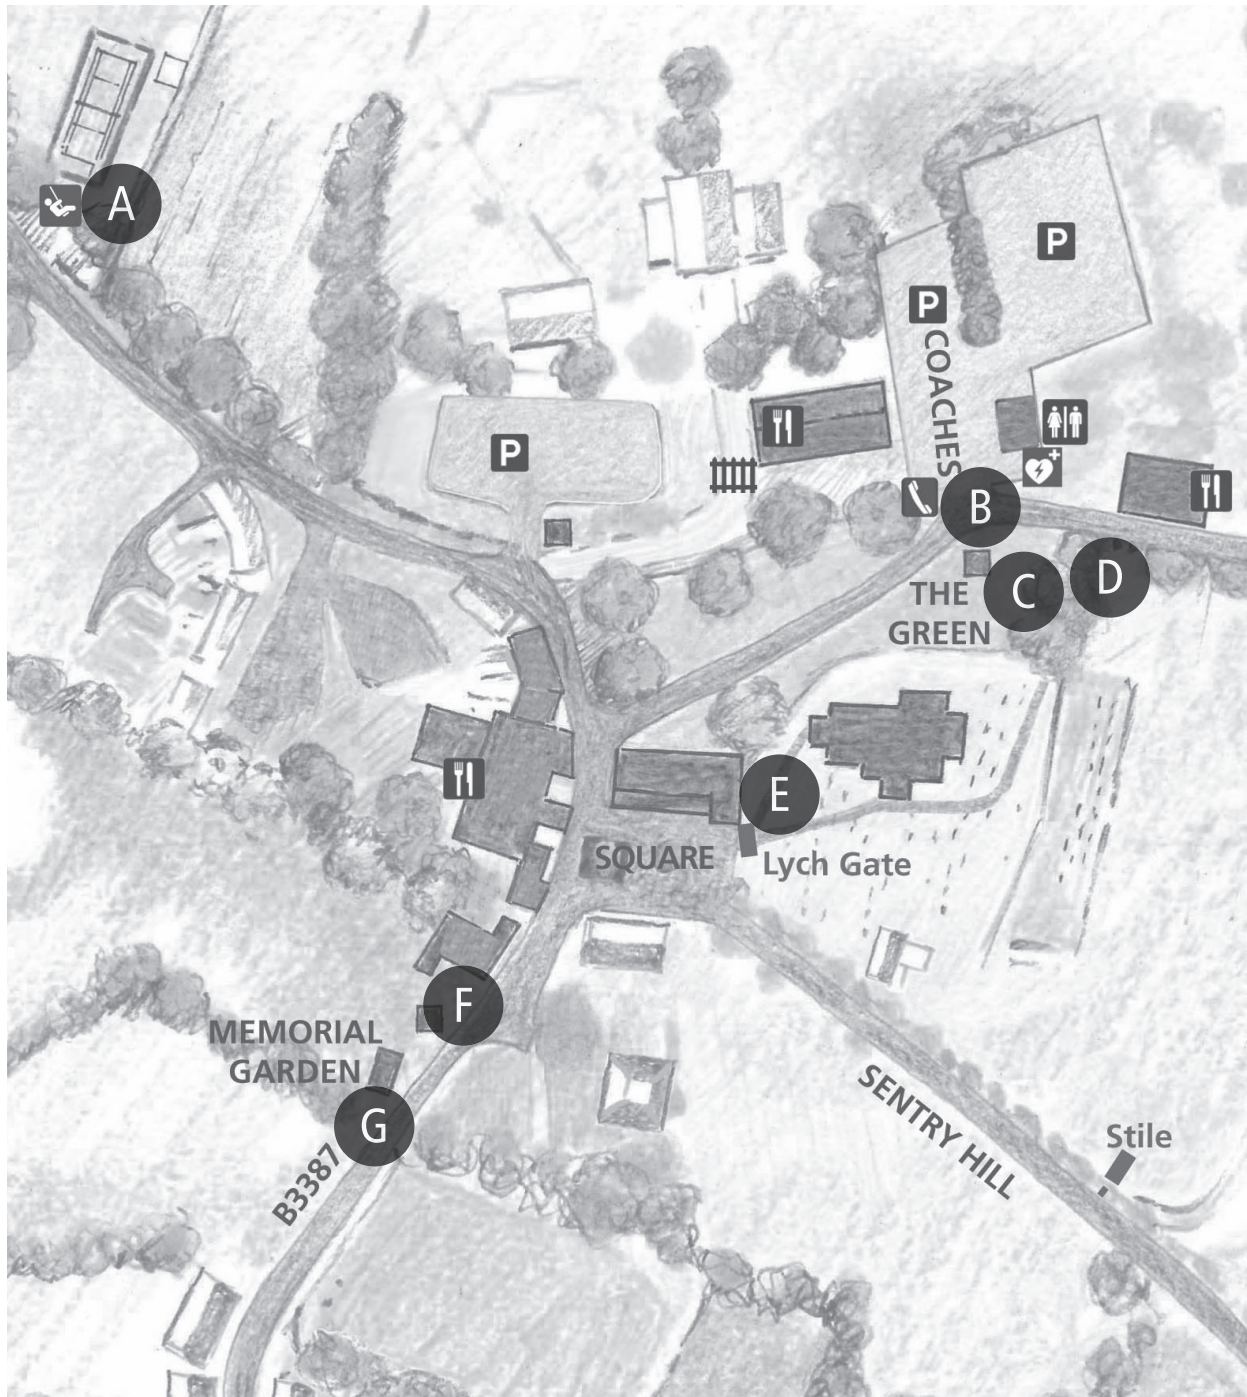 A
P
P
COACHES
P
B
THE
GREEN
C
D
E
SQUARE
Lych Gate
F
MEMORIAL
GARDEN
G
B3387
SENTRY HILL
Stile